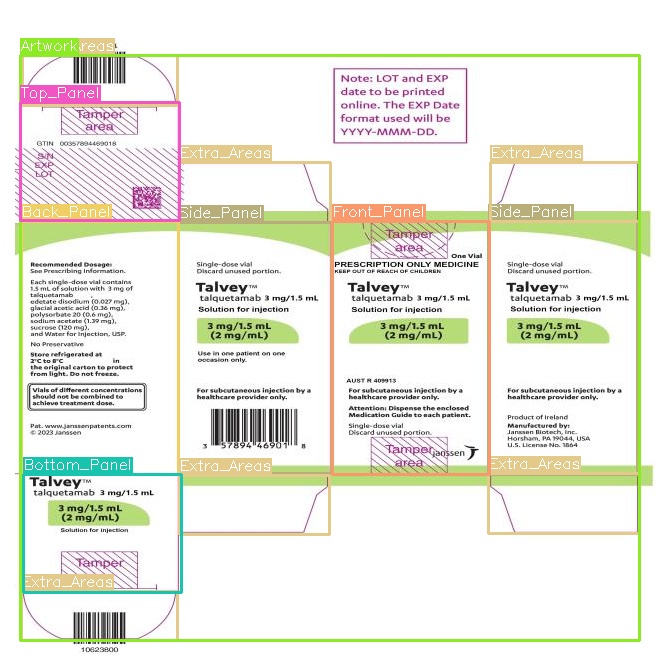 Artwork
Extra_Areas
Note: LOT and EXP
date to be printed
online. The EXP Date
format used will be
YYYY-MMM-DD.
Top_Panel
Tamper
area
GTIN 00357894469018
S/N
EXP
LOT
Extra_Areas
Extra_Areas
Back_Panel
Recommended Dosage:
See Prescribing Information.
Each single-dose vial contains
1.5 mL of solution with 3 mg of
talquetamab ,
edetate disodium (0.027 mg),
glacial acetic acid (0.36 mg),
polysorbate 20 (0.6 mg),
sodium acetate (1.39 mg),
sucrose (120 mg),
and Water for Injection, USP.
No Preservative
Store refrigerated at
2°C to 8°C in
the original carton to protect
from light. Do not freeze.
Vials of different concentrations
should not be combined to
achieve treatment dose.
Pat. www.janssenpatents.com
© 2023 Janssen
Side_Panel
Single-dose vial
Discard unused portion.
Talvey™
talquetamab 3 mg/1.5 mL
Solution for injection
3 mg/1.5 mL
(2 mg/mL)
Use in one patient on one
occasion only.
For subcutaneous injection by a
healthcare provider only.
3 57894 46901 8
Front_Panel
Tamper
area
One Vial
PRESCRIPTION ONLY MEDICINE
KEEP OUT OF REACH OF CHILDREN
Talvey™
talquetamab 3 mg/1.5 mL
Solution for injection
3 mg/1.5 mL
(2 mg/mL)
AUST R 409913
For subcutaneous injection by a
healthcare provider only.
Attention: Dispense the enclosed
Medication Guide to each patient.
Single-dose vial
Discard unused portion.
Tamper
area
janssen
Side_Panel
Single-dose vial
Discard unused portion.
Talvey™
talquetamab 3 mg/1.5 mL
Solution for injection
3 mg/1.5 mL
(2 mg/mL)
For subcutaneous injection by a
healthcare provider only.
Product of Ireland
Manufactured by:
Janssen Biotech, Inc.
Horsham, PA 19044, USA
U.S. License No. 1864
Bottom_Panel
Talvey™
talquetamab 3 mg/1.5 mL
3 mg/1.5 mL
(2 mg/mL)
Solution for injection
Tamper
Extra_Areas
Extra_Areas
Extra_Areas
10623800